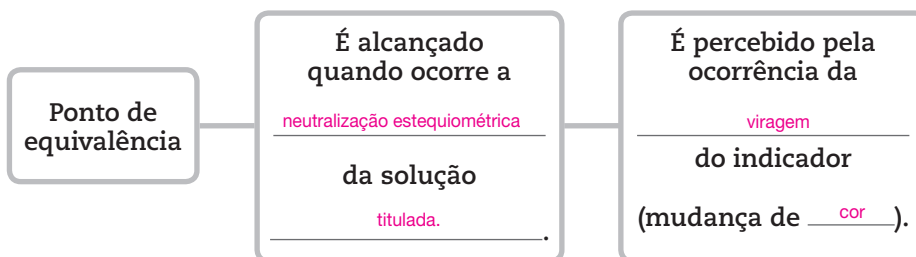 Ponto de
equivalência
É alcançado
quando ocorre a
neutralização estequiométrica
da solução
titulada.
.
É percebido pela
ocorrência da
viragem
do indicador
(mudança de cor).